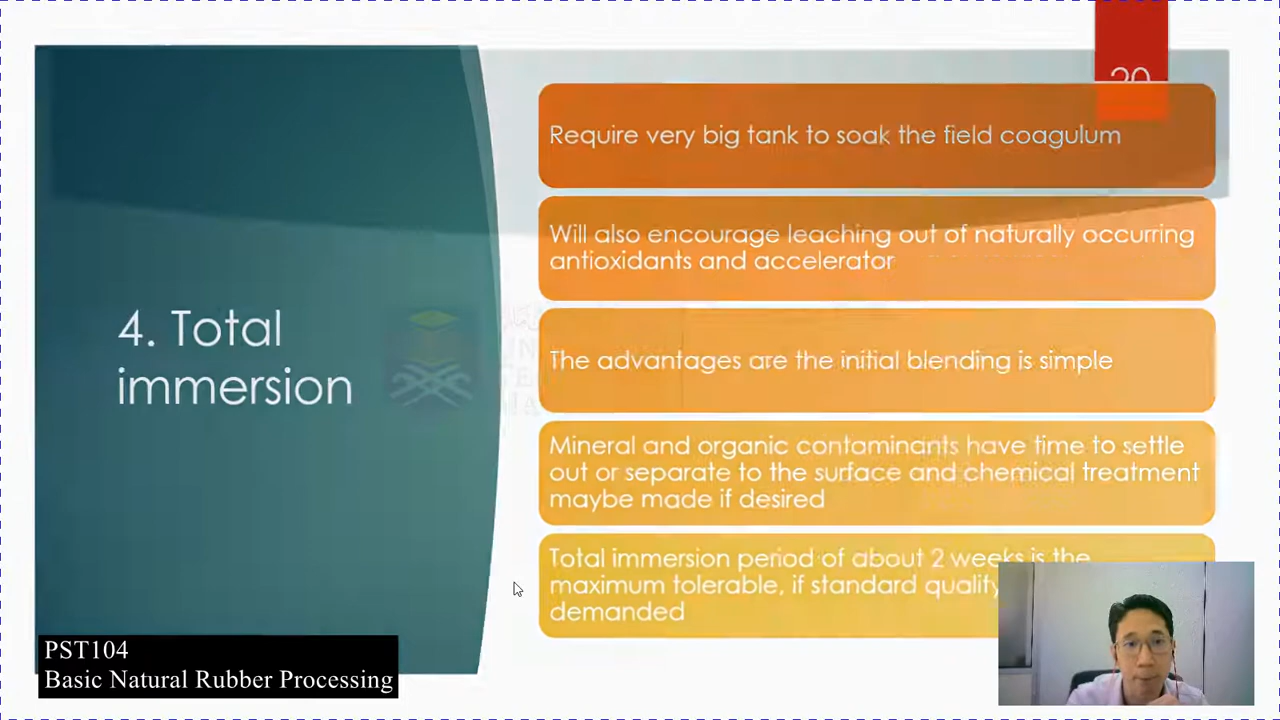 20
Require very big tank to soak the field coagulum
Will also encourage leaching out of naturally occurring
antioxidants and accelerator
4. Total
immersion
The advantages are the initial blending is simple
Mineral and organic contaminants have time to settle
out or separate to the surface and chemical treatment
maybe made if desired
Total immersion period of about 2 weeks is the
maximum tolerable, if standard quality
demanded
PST104
Basic Natural Rubber Processing